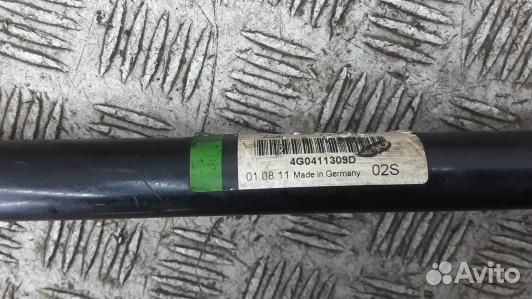 4G0411309D
01.08.11 Made in Germany 02S
Avito